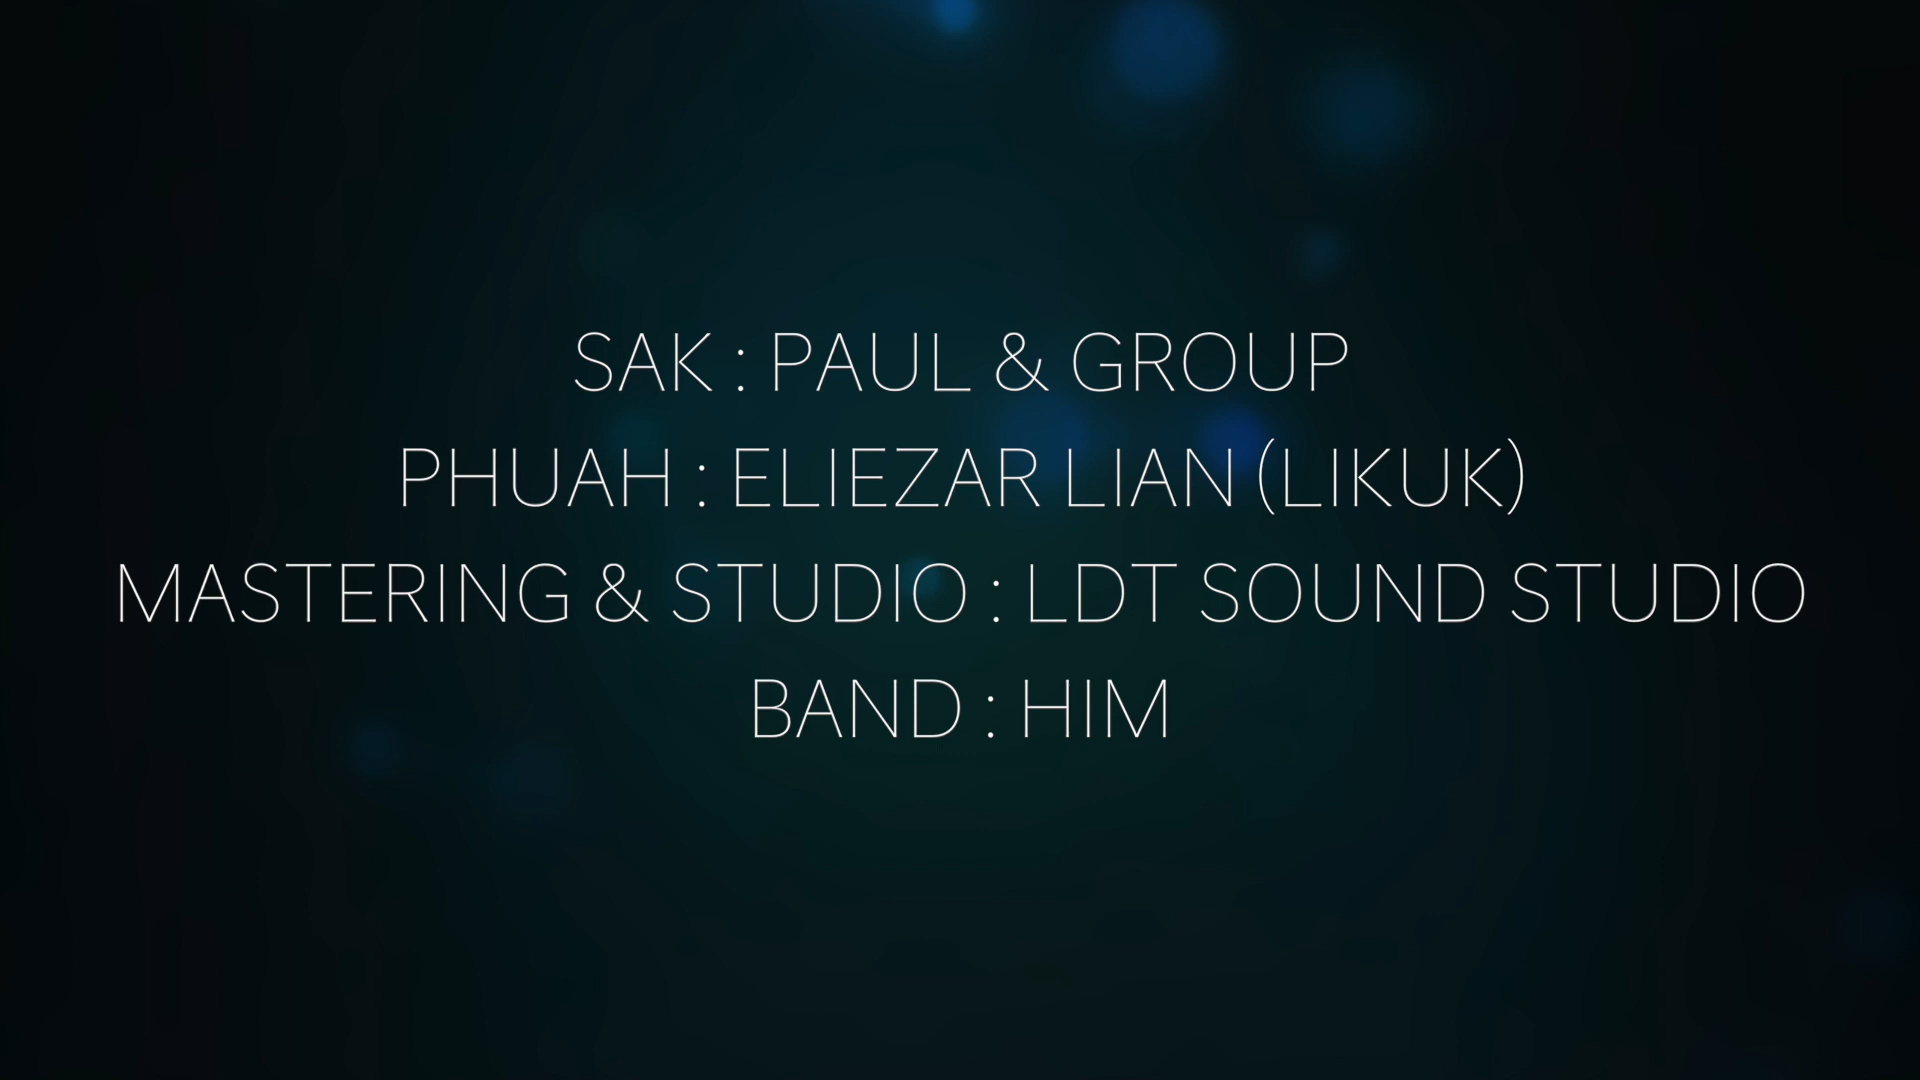 SAK : PAUL & GROUP
PHUAH : ELIEZAR LIAN (LIKUK)
MASTERING & STUDIO : LDT SOUND STUDIO
BAND : HIM